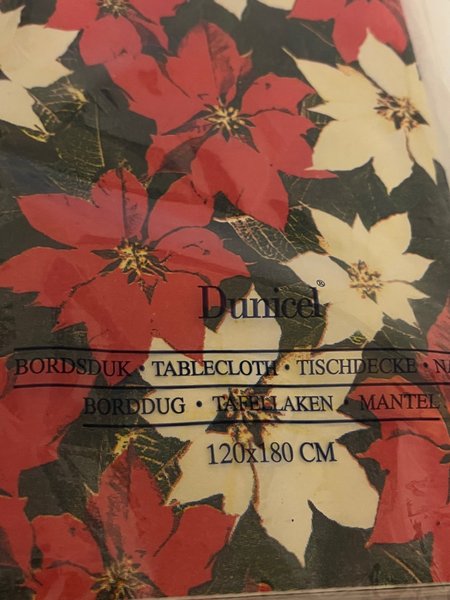 Dunicel®
BORDSDUK · TABLECLOTH · TISCHDECKE ·
BORDDUG · TAFELLAKEN · MANTEL
120x180 CM